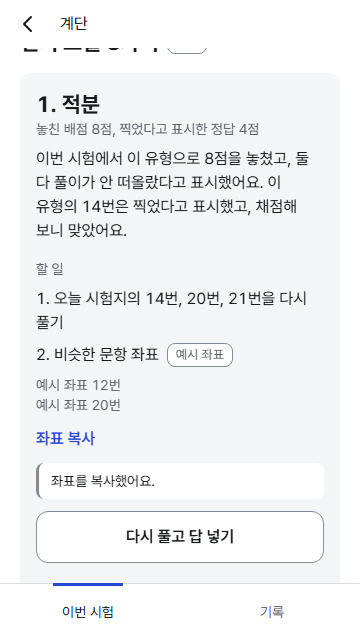 계단
1. 적분
놓친 배점 8점, 찍었다고 표시한 정답 4점
이번 시험에서 이 유형으로 8점을 놓쳤고, 둘
다 풀이가 안 떠올랐다고 표시했어요. 이
유형의 14번은 찍었다고 표시했고, 채점해
보니 맞았어요.
할 일
1. 오늘 시험지의 14번, 20번, 21번을 다시
풀기
2. 비슷한 문항 좌표 예시 좌표
예시 좌표 12번
예시 좌표 20번
좌표 복사
좌표를 복사했어요.
다시 풀고 답 넣기
이번 시험 기록